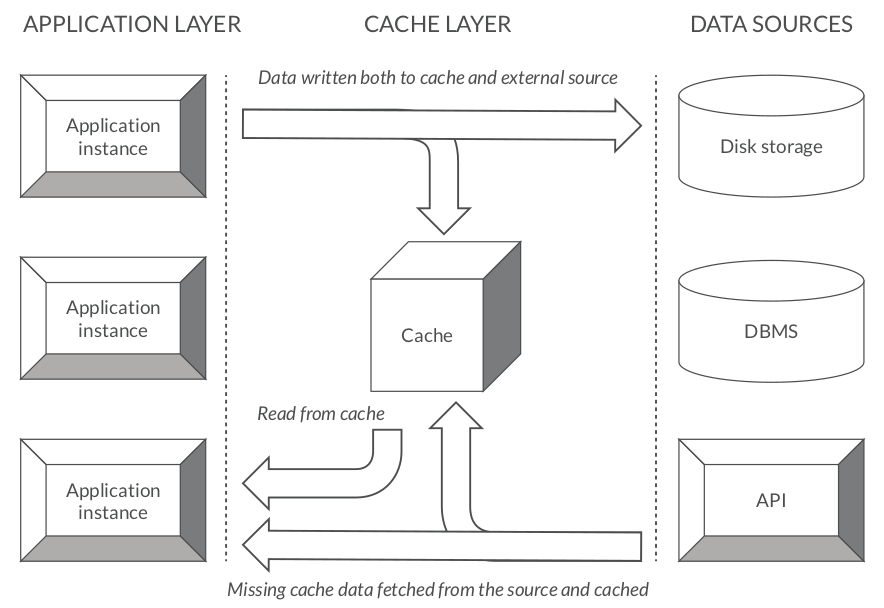 APPLICATION LAYER
CACHE LAYER
DATA SOURCES
Data written both to cache and external source
Application
instance
Disk storage
Application
instance
Cache
DBMS
Read from cache
Application
instance
API
Missing cache data fetched from the source and cached